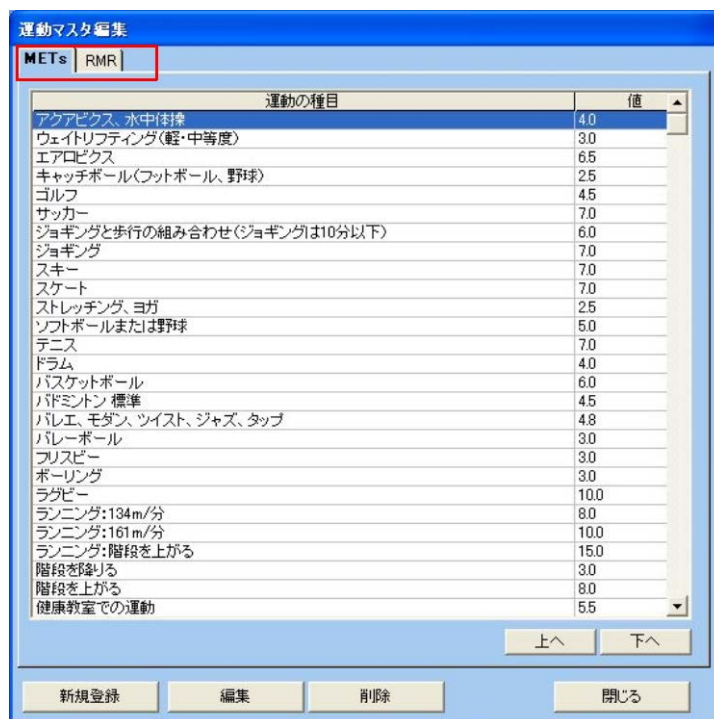 運動マスタ編集
METs RMR
運動の種目 値
アクアビクス、水中体操 4.0
ウェイトリフティング(軽・中等度) 3.0
エアロビクス 6.5
キャッチボール(フットボール、野球) 2.5
ゴルフ 4.5
サッカー 7.0
ジョギングと歩行の組み合わせ(ジョギングは10分以下) 6.0
ジョギング 7.0
スキー 7.0
スケート 7.0
ストレッチング、ヨガ 2.5
ソフトボールまたは野球 5.0
テニス 7.0
ドラム 4.0
バスケットボール 6.0
バドミントン 標準 4.5
バレエ、モダン、ツイスト、ジャズ、タップ 4.8
バレーボール 3.0
フリスビー 3.0
ボーリング 3.0
ラグビー 10.0
ランニング:134m/分 8.0
ランニング:161m/分 10.0
ランニング:階段を上がる 15.0
階段を降りる 3.0
階段を上がる 8.0
健康教室での運動 5.5
上へ 下へ
新規登録 編集 削除 閉じる